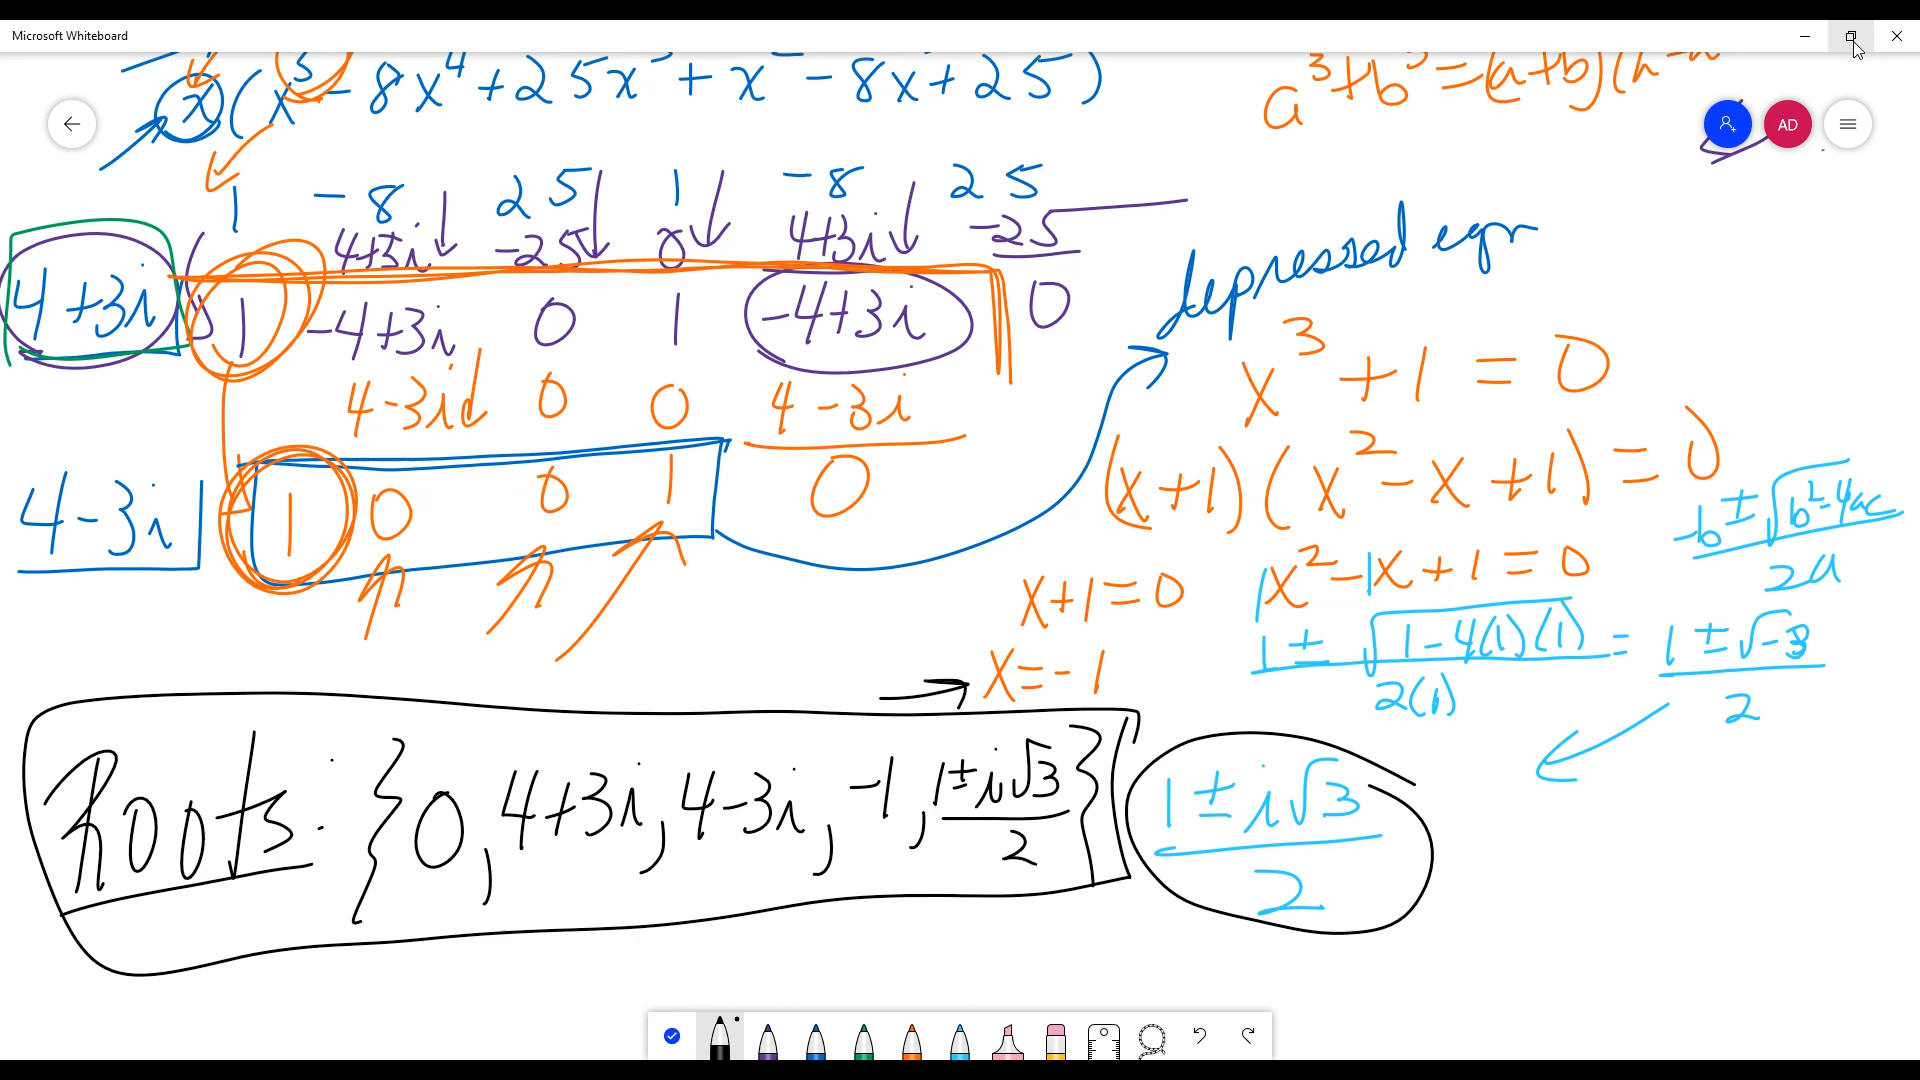 Microsoft Whiteboard
x(x⁵ - 8x⁴ + 25x³ + x² - 8x + 25)
a³+b³=(a+b)(
AD
1 -8 25 1 -8 25
4+3i -25 0 4+3i -25
4+3i 1 -4+3i 0 1 -4+3i 0
4-3i 0 0 4-3i
4-3i 1 0 0 1 0
depressed eqn
x³ + 1 = 0
(x+1)(x² - x + 1) = 0
-b ± √b²-4ac
2a
x+1=0
1x²-1x+1=0
x=-1
1 ± √1-4(1)(1) = 1 ± √-3
2(1) 2
Roots: {0, 4+3i, 4-3i, -1, 1±i√3/2}
1 ± i√3
2